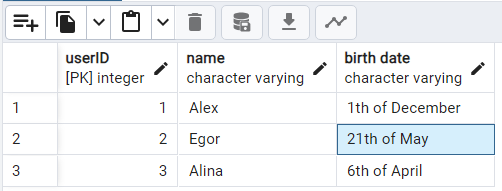 userID name birth date
[PK] integer character varying character varying
1 1 Alex 1th of December
2 2 Egor 21th of May
3 3 Alina 6th of April